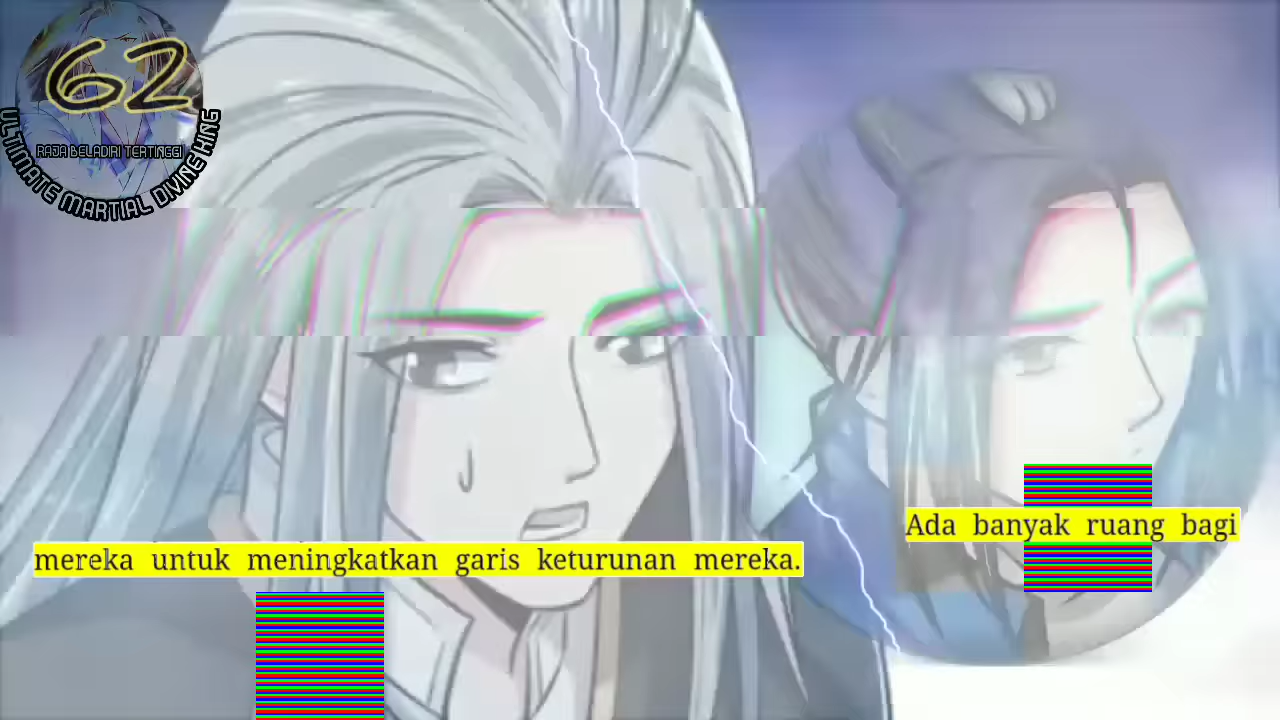 62
RAJA BELADIRI TERTINGGI
ULTIMATE MARTIAL DIVINE KING
Ada banyak ruang bagi
mereka untuk meningkatkan garis keturunan mereka.